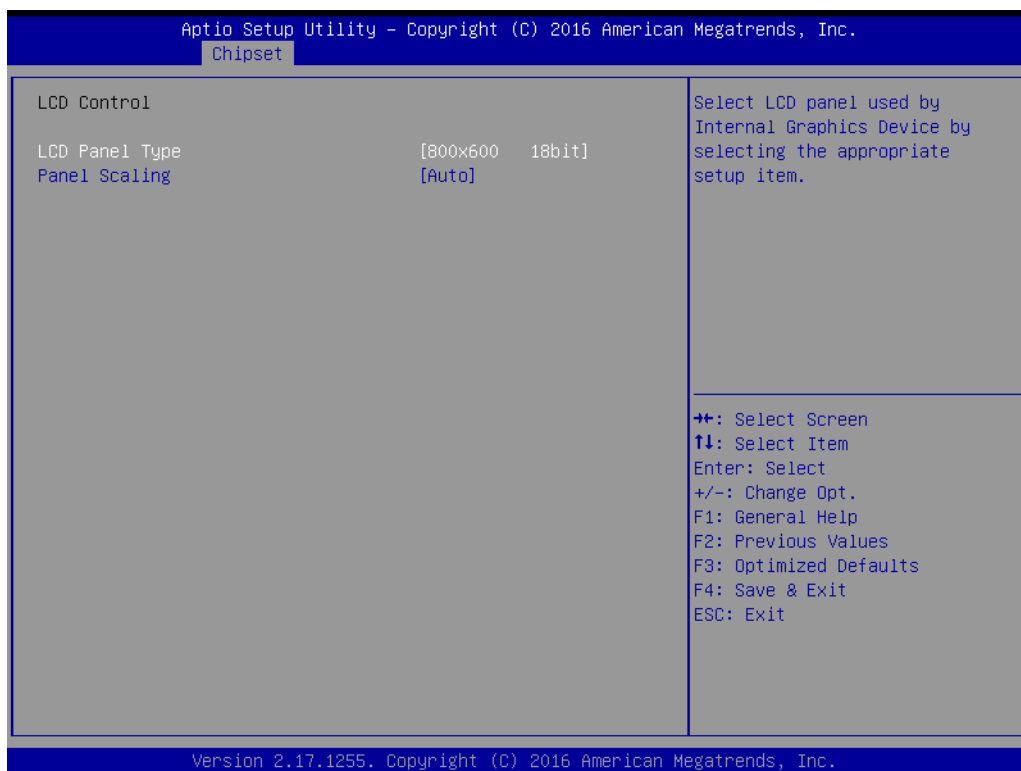 Aptio Setup Utility – Copyright (C) 2016 American Megatrends, Inc.
Chipset
LCD Control
LCD Panel Type [800x600 18bit]
Panel Scaling [Auto]
Select LCD panel used by
Internal Graphics Device by
selecting the appropriate
setup item.
→←: Select Screen
↑↓: Select Item
Enter: Select
+/-: Change Opt.
F1: General Help
F2: Previous Values
F3: Optimized Defaults
F4: Save & Exit
ESC: Exit
Version 2.17.1255. Copyright (C) 2016 American Megatrends, Inc.